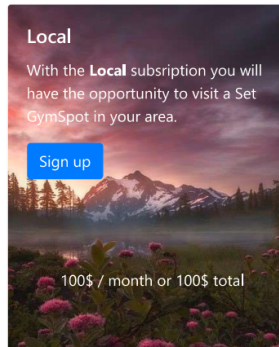 Local
With the Local subsription you will
have the opportunity to visit a Set
GymSpot in your area.
Sign up
100$ / month or 100$ total